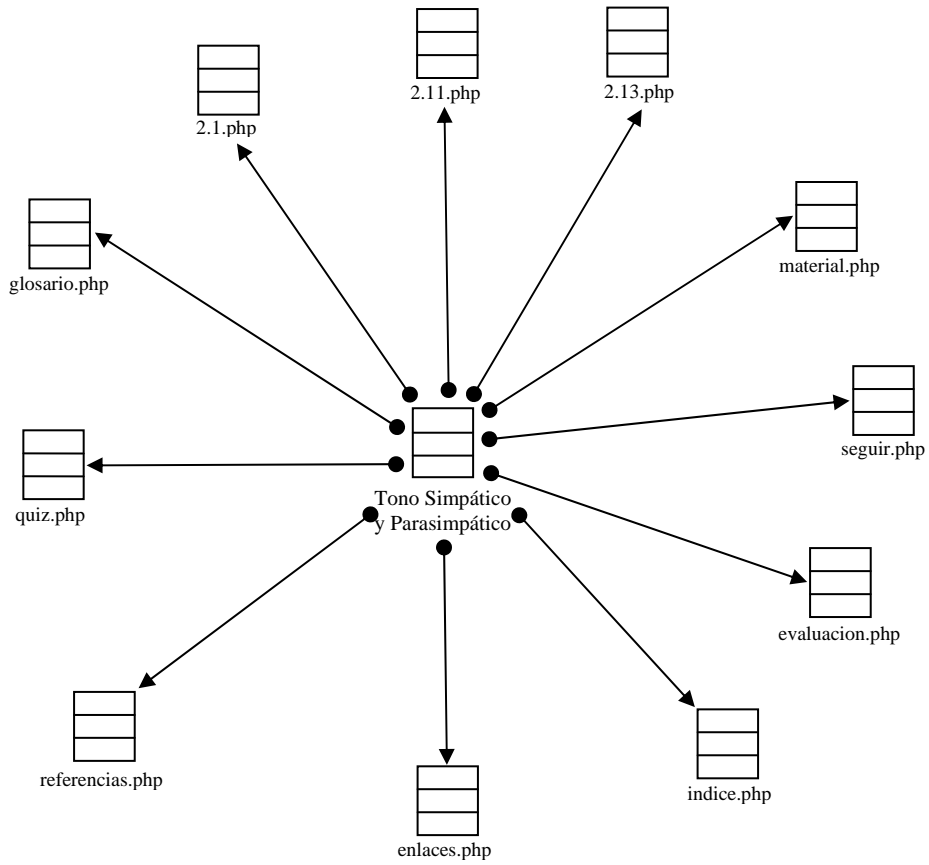 2.11.php
2.13.php
2.1.php
material.php
glosario.php
seguir.php
Tono Simpático
y Parasimpático
quiz.php
evaluacion.php
referencias.php
indice.php
enlaces.php